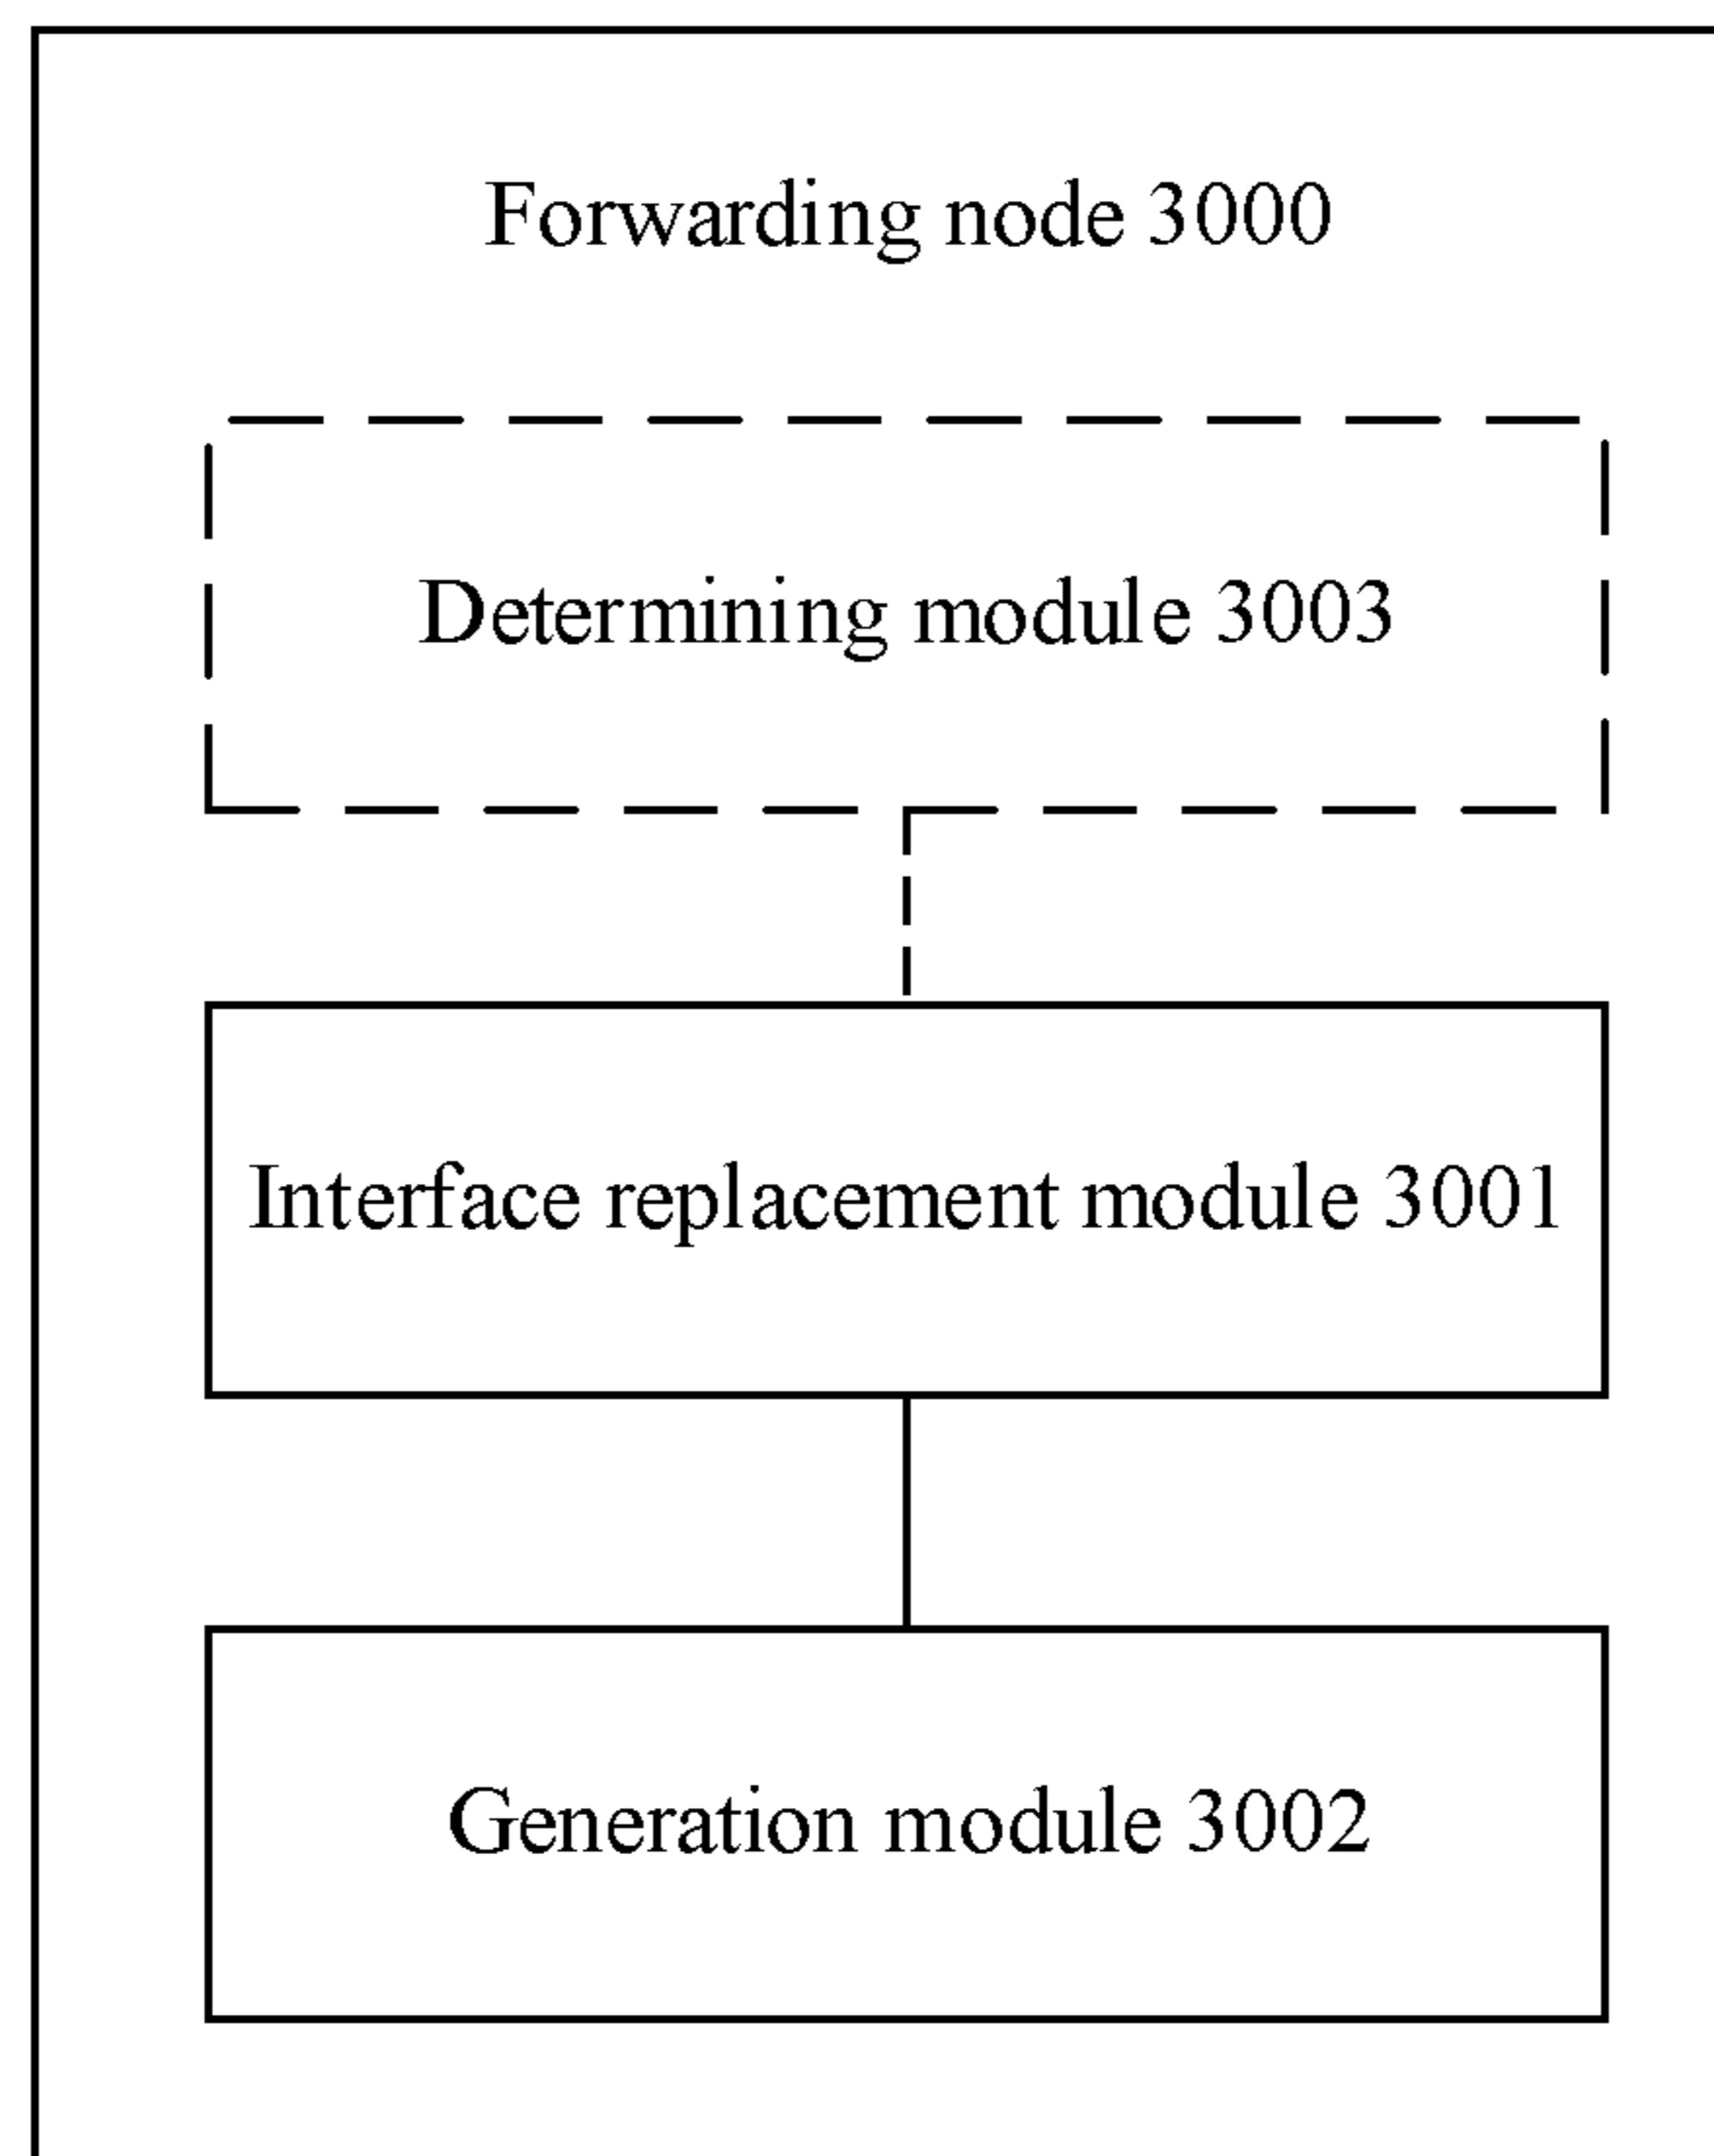 Forwarding node 3000
Determining module 3003
Interface replacement module 3001
Generation module 3002